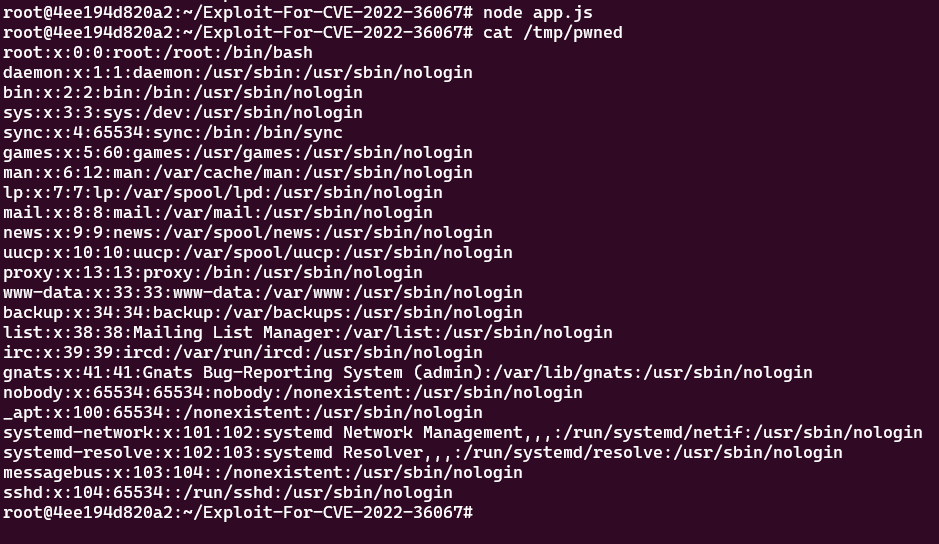 root@4ee194d820a2:~/Exploit-For-CVE-2022-36067# node app.js
root@4ee194d820a2:~/Exploit-For-CVE-2022-36067# cat /tmp/pwned
root:x:0:0:root:/root:/bin/bash
daemon:x:1:1:daemon:/usr/sbin:/usr/sbin/nologin
bin:x:2:2:bin:/bin:/usr/sbin/nologin
sys:x:3:3:sys:/dev:/usr/sbin/nologin
sync:x:4:65534:sync:/bin:/bin/sync
games:x:5:60:games:/usr/games:/usr/sbin/nologin
man:x:6:12:man:/var/cache/man:/usr/sbin/nologin
lp:x:7:7:lp:/var/spool/lpd:/usr/sbin/nologin
mail:x:8:8:mail:/var/mail:/usr/sbin/nologin
news:x:9:9:news:/var/spool/news:/usr/sbin/nologin
uucp:x:10:10:uucp:/var/spool/uucp:/usr/sbin/nologin
proxy:x:13:13:proxy:/bin:/usr/sbin/nologin
www-data:x:33:33:www-data:/var/www:/usr/sbin/nologin
backup:x:34:34:backup:/var/backups:/usr/sbin/nologin
list:x:38:38:Mailing List Manager:/var/list:/usr/sbin/nologin
irc:x:39:39:ircd:/var/run/ircd:/usr/sbin/nologin
gnats:x:41:41:Gnats Bug-Reporting System (admin):/var/lib/gnats:/usr/sbin/nologin
nobody:x:65534:65534:nobody:/nonexistent:/usr/sbin/nologin
_apt:x:100:65534::/nonexistent:/usr/sbin/nologin
systemd-network:x:101:102:systemd Network Management,,,:/run/systemd/netif:/usr/sbin/nologin
systemd-resolve:x:102:103:systemd Resolver,,,:/run/systemd/resolve:/usr/sbin/nologin
messagebus:x:103:104::/nonexistent:/usr/sbin/nologin
sshd:x:104:65534::/run/sshd:/usr/sbin/nologin
root@4ee194d820a2:~/Exploit-For-CVE-2022-36067#